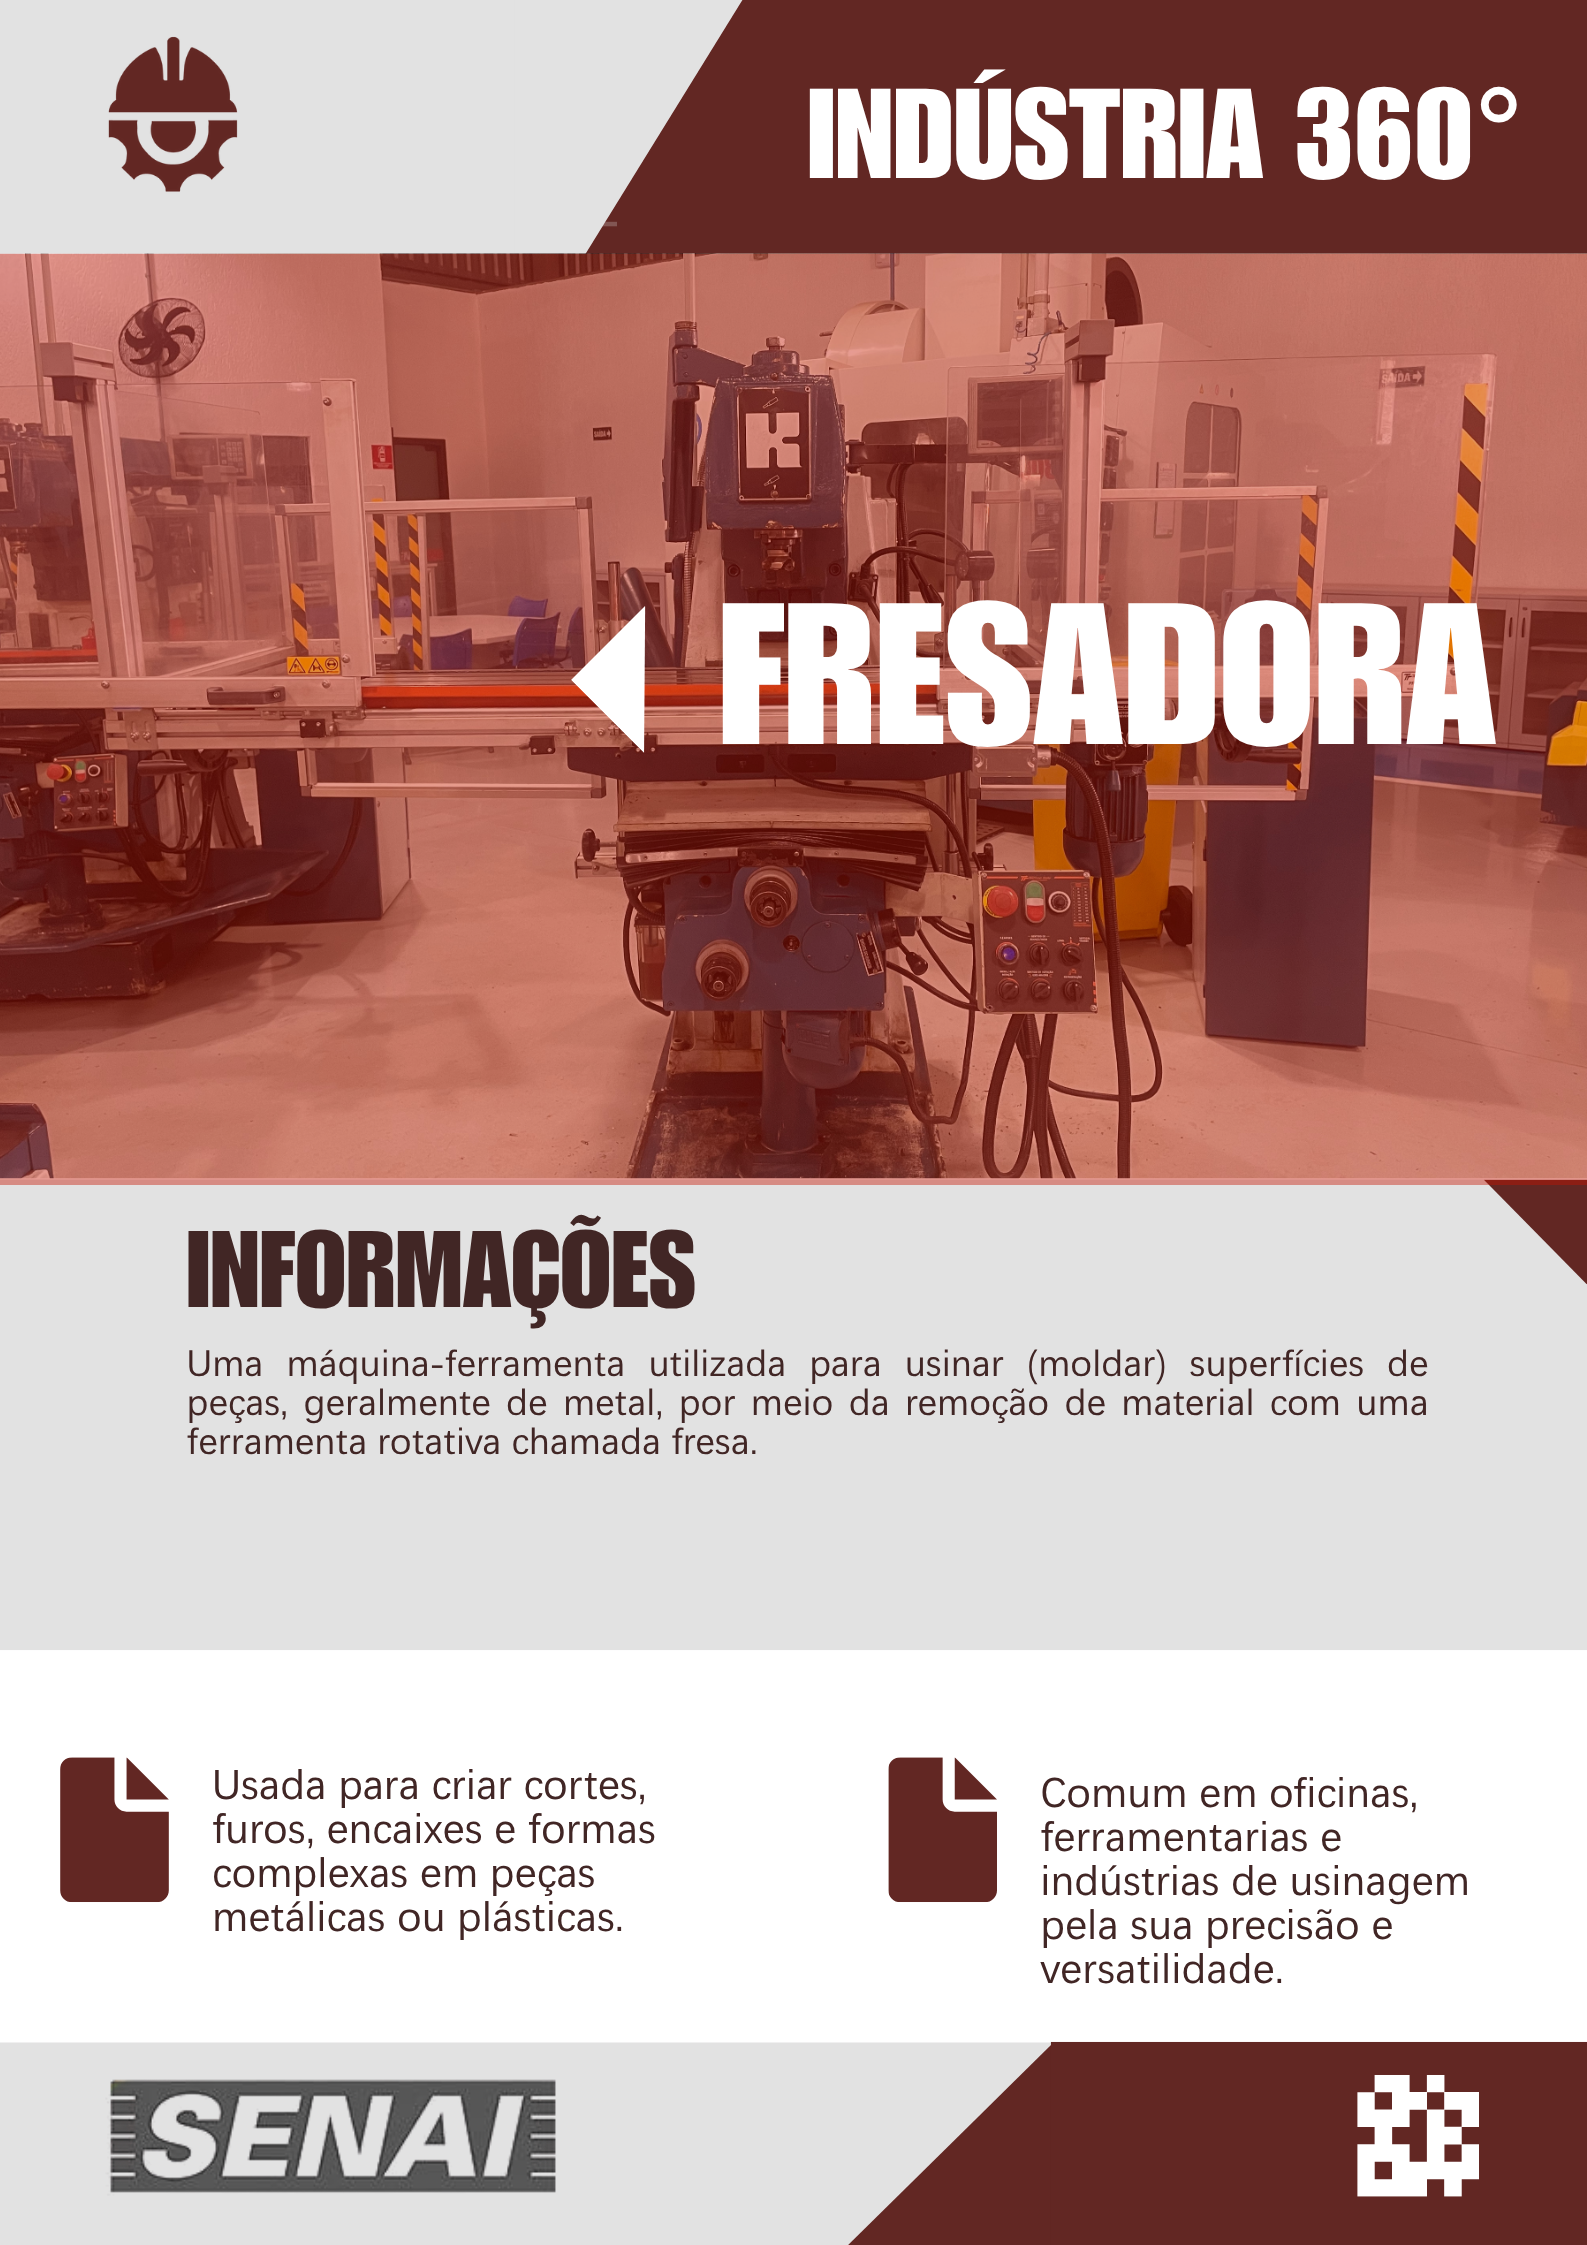 INDÚSTRIA 360°
SAÍDA
K
FRESADORA
INFORMAÇÕES
Uma máquina-ferramenta utilizada para usinar (moldar) superfícies de
peças, geralmente de metal, por meio da remoção de material com uma
ferramenta rotativa chamada fresa.
Usada para criar cortes,
furos, encaixes e formas
complexas em peças
metálicas ou plásticas.
Comum em oficinas,
ferramentarias e
indústrias de usinagem
pela sua precisão e
versatilidade.
SENAI